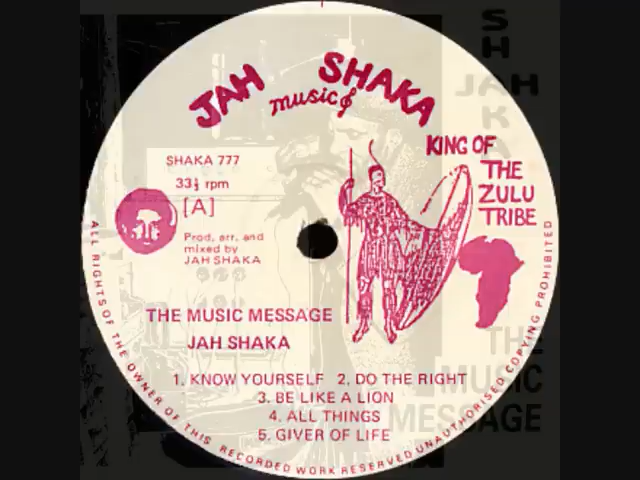 JAH SHAKA
music
KING OF
THE
ZULU
TRIBE
SHAKA 777
33⅓ rpm
[A]
Prod, arr, and
mixed by
JAH SHAKA
THE MUSIC MESSAGE
JAH SHAKA
1. KNOW YOURSELF 2. DO THE RIGHT
3. BE LIKE A LION
4. ALL THINGS
5. GIVER OF LIFE
ALL RIGHTS OF THE OWNER OF THIS RECORDED WORK RESERVED UNAUTHORISED COPYING PROHIBITED
JAH
SHAKA
THE
MUSIC
MESSAGE